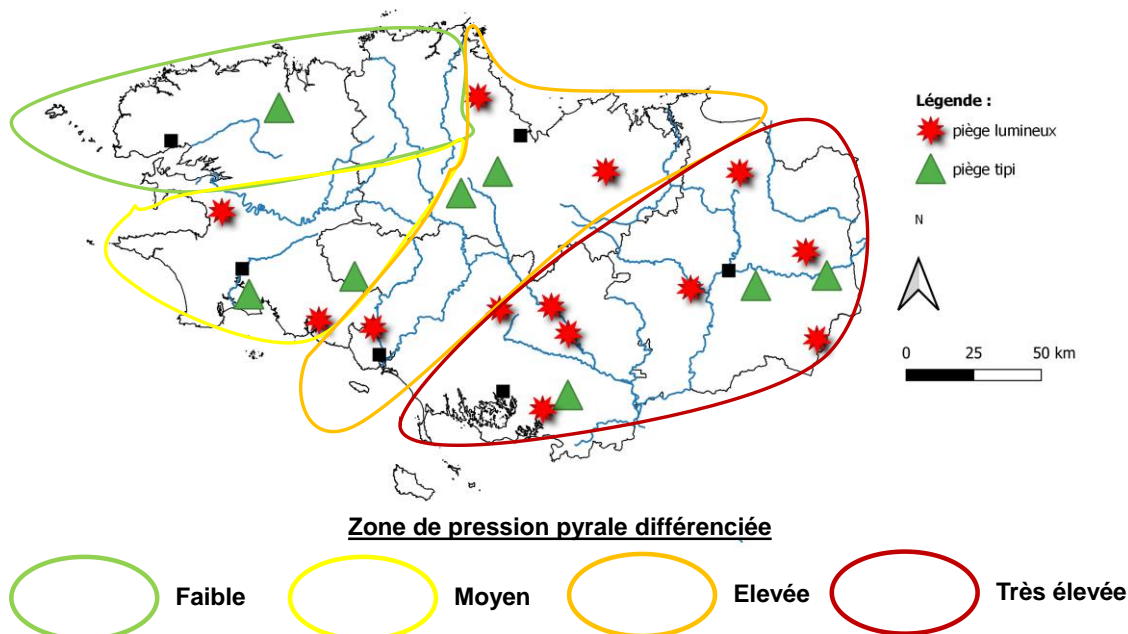 Légende :
piège lumineux
piège tipi
N
0 25 50 km
Zone de pression pyrale différenciée
Faible Moyen Elevée Très élevée